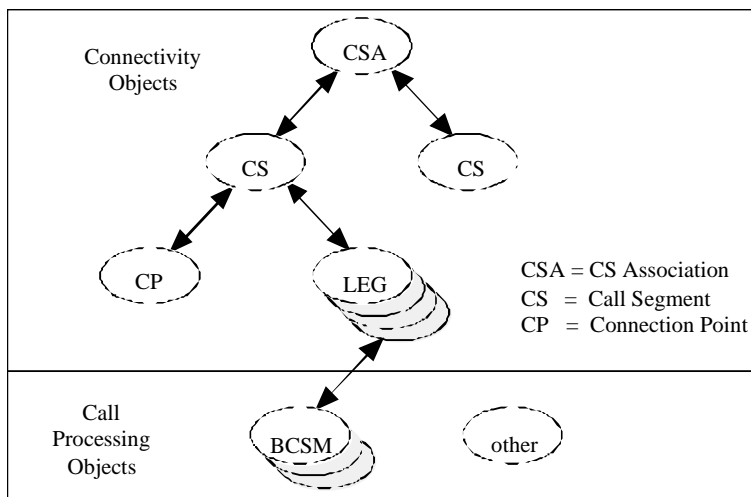 Connectivity
Objects
CSA
CS
CS
CP
LEG
CSA = CS Association
CS = Call Segment
CP = Connection Point
Call
Processing
Objects
BCSM
other